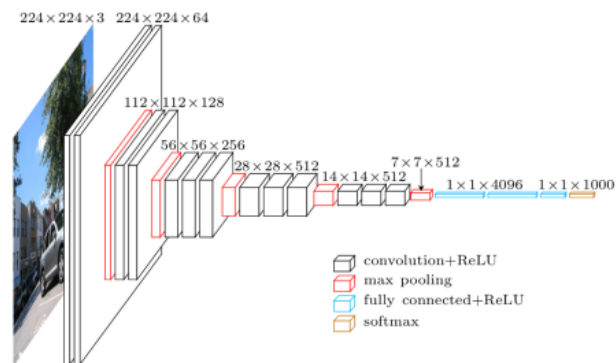 224×224×3
224×224×64
112×112×128
56×56×256
28×28×512
14×14×512
7×7×512
1×1×4096
1×1×1000
convolution+ReLU
max pooling
fully connected+ReLU
softmax